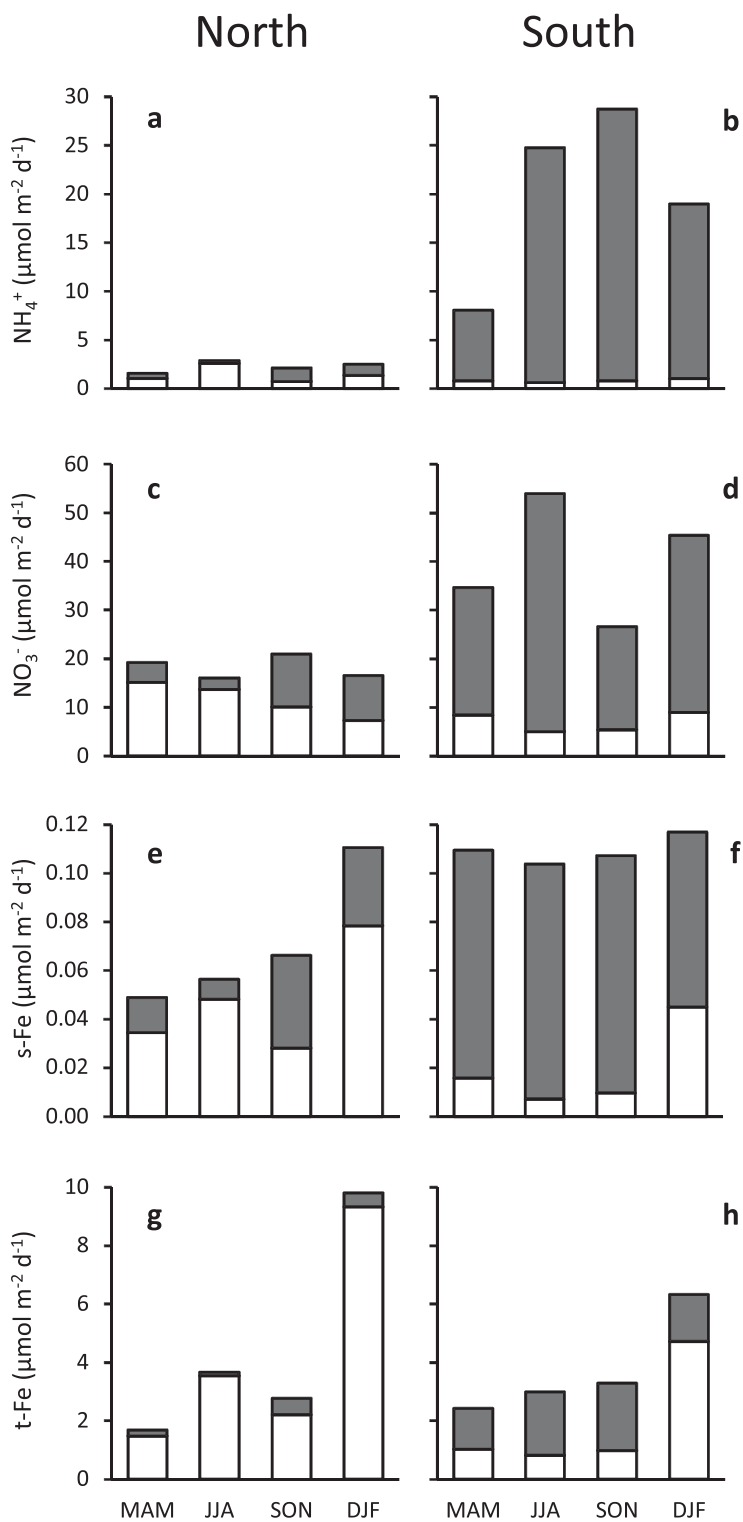 North South
a b
NH₄⁺ (µmol m⁻² d⁻¹)
30
25
20
15
10
5
0
c d
NO₃⁻ (µmol m⁻² d⁻¹)
60
50
40
30
20
10
0
e f
s-Fe (µmol m⁻² d⁻¹)
0.12
0.10
0.08
0.06
0.04
0.02
0.00
g h
t-Fe (µmol m⁻² d⁻¹)
10
8
6
4
2
0
MAM JJA SON DJF MAM JJA SON DJF